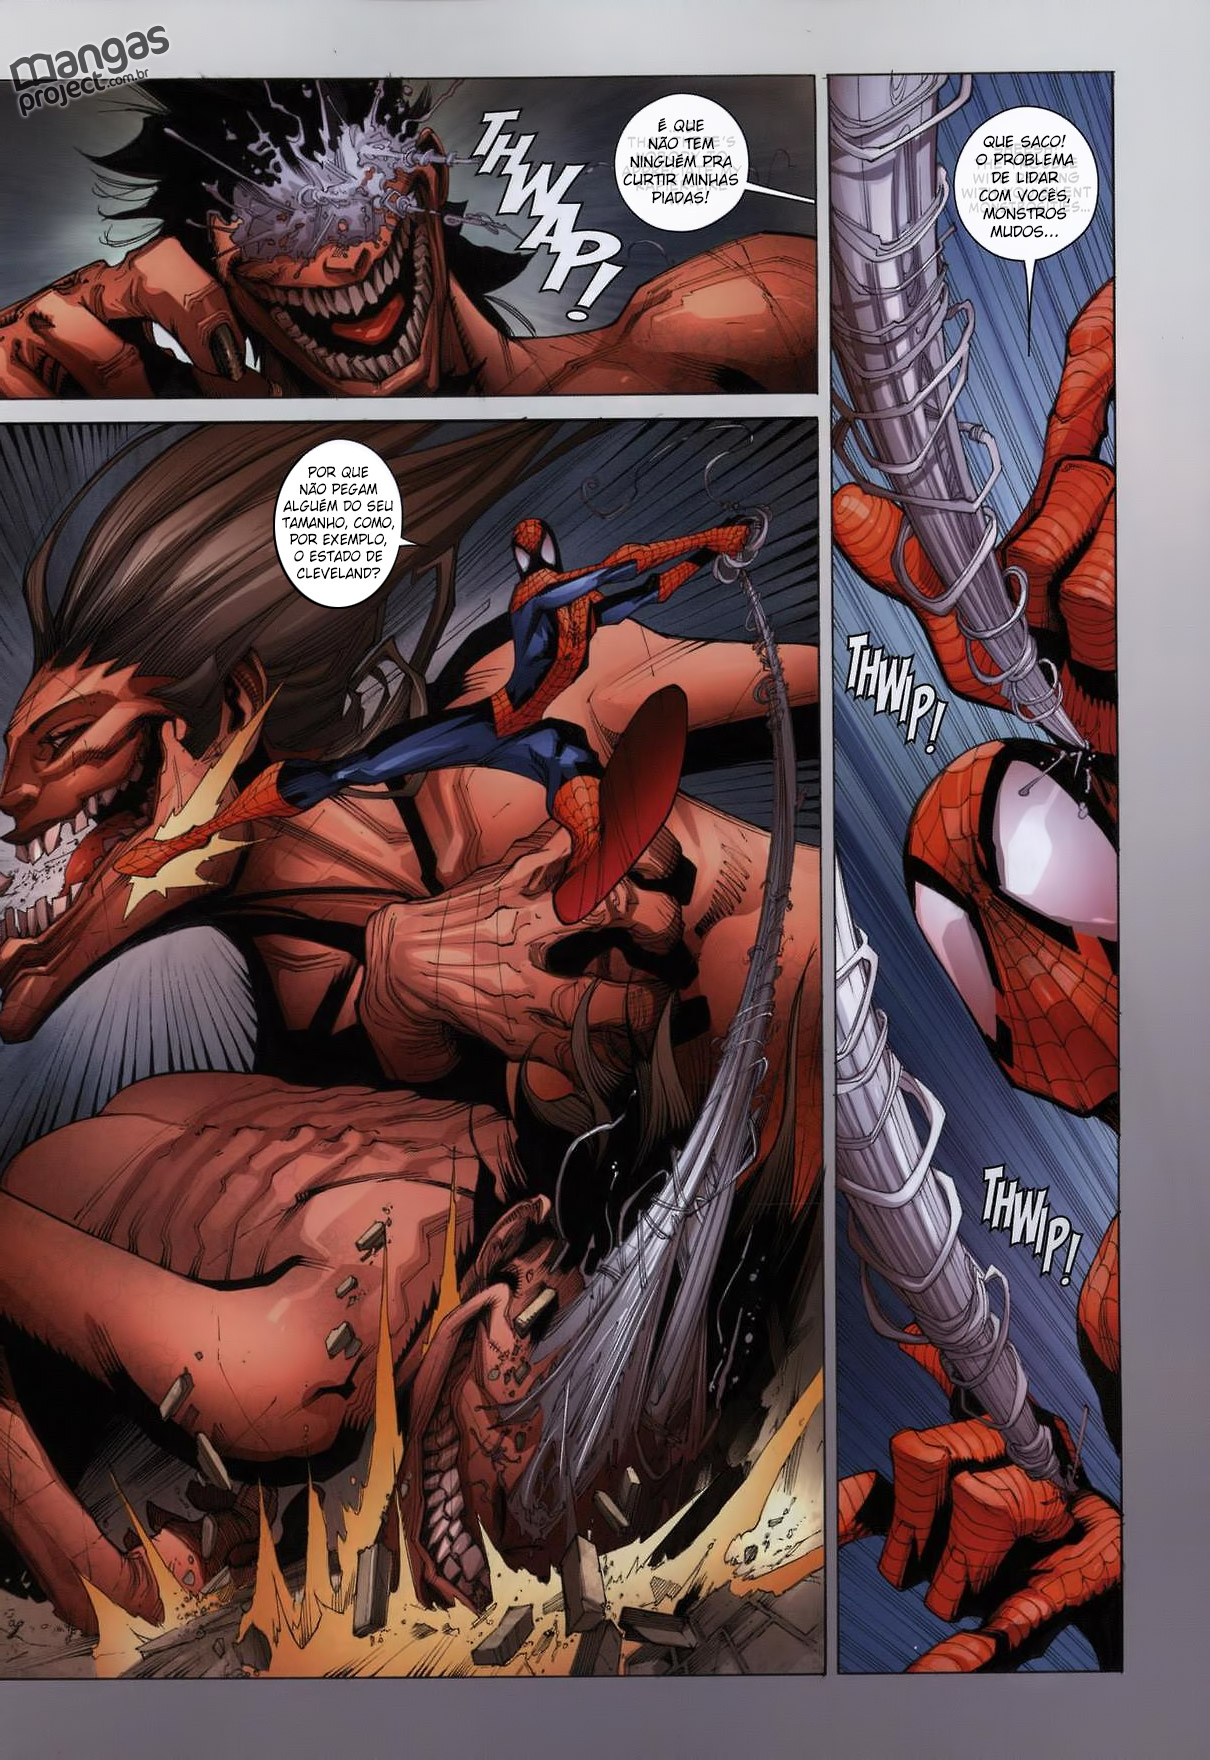 mangas
project.com.br
QUE SACO!
O PROBLEMA
DE LIDAR
COM VOCÊS,
MONSTROS
MUDOS...
THWIP!
THWIP!
É QUE
NÃO TEM
NINGUÉM PRA
CURTIR MINHAS
PIADAS!
THWAP!
POR QUE
NÃO PEGAM
ALGUÉM DO SEU
TAMANHO, COMO,
POR EXEMPLO,
O ESTADO DE
CLEVELAND?